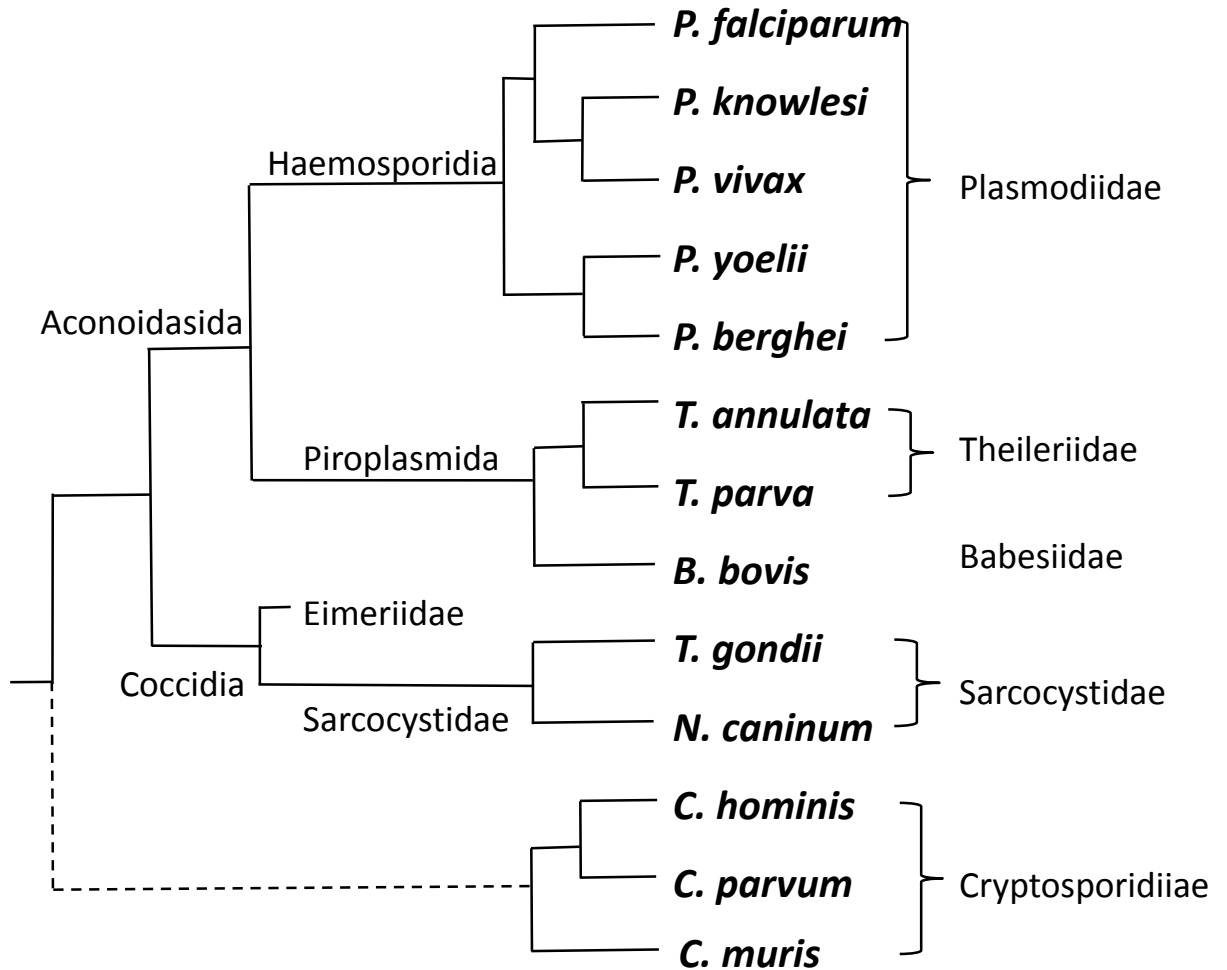 P. falciparum
P. knowlesi
Haemosporidia
P. vivax
Plasmodiidae
P. yoelii
Aconoidasida
P. berghei
T. annulata
Theileriidae
Piroplasmida
T. parva
B. bovis
Babesiidae
Eimeriidae
T. gondii
Coccidia
Sarcocystidae
Sarcocystidae
N. caninum
C. hominis
C. parvum
Cryptosporidiiae
C. muris